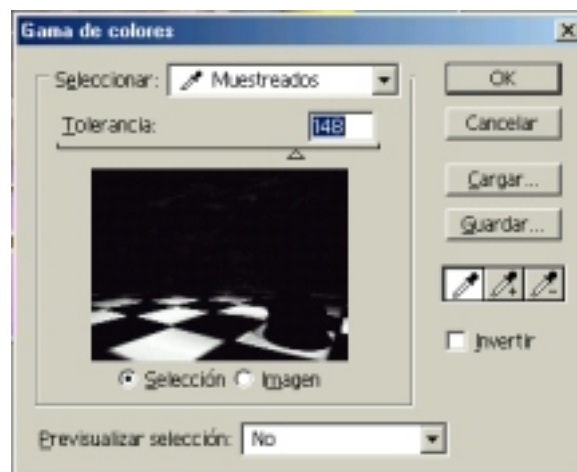 Gama de colores
Seleccionar: Muestreados
Tolerancia: 148
Selección Imagen
Previsualizar selección: No
OK
Cancelar
Cargar...
Guardar...
Invertir